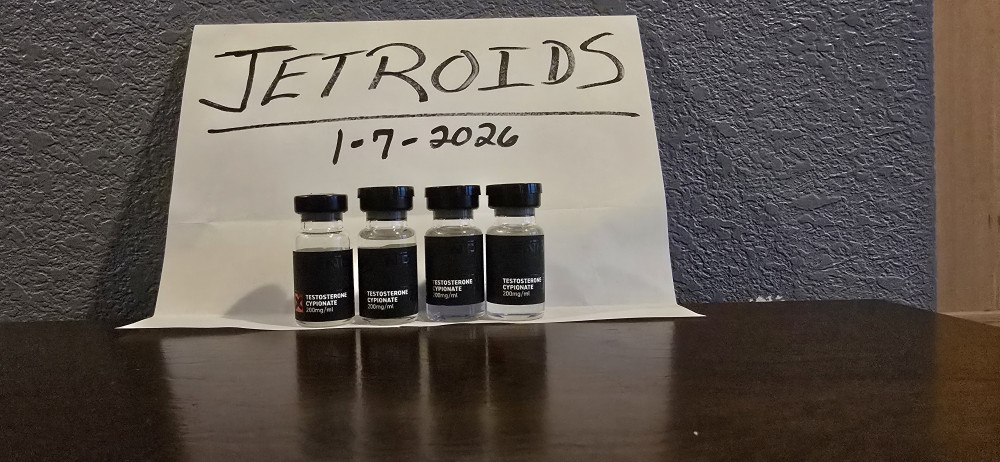 JETROIDS
1-7-2026
TESTOSTERONE
CYPIONATE
200mg/ml
TESTOSTERONE
CYPIONATE
200mg/ml
TESTOSTERONE
CYPIONATE
200mg/ml
TESTOSTERONE
CYPIONATE
200mg/ml